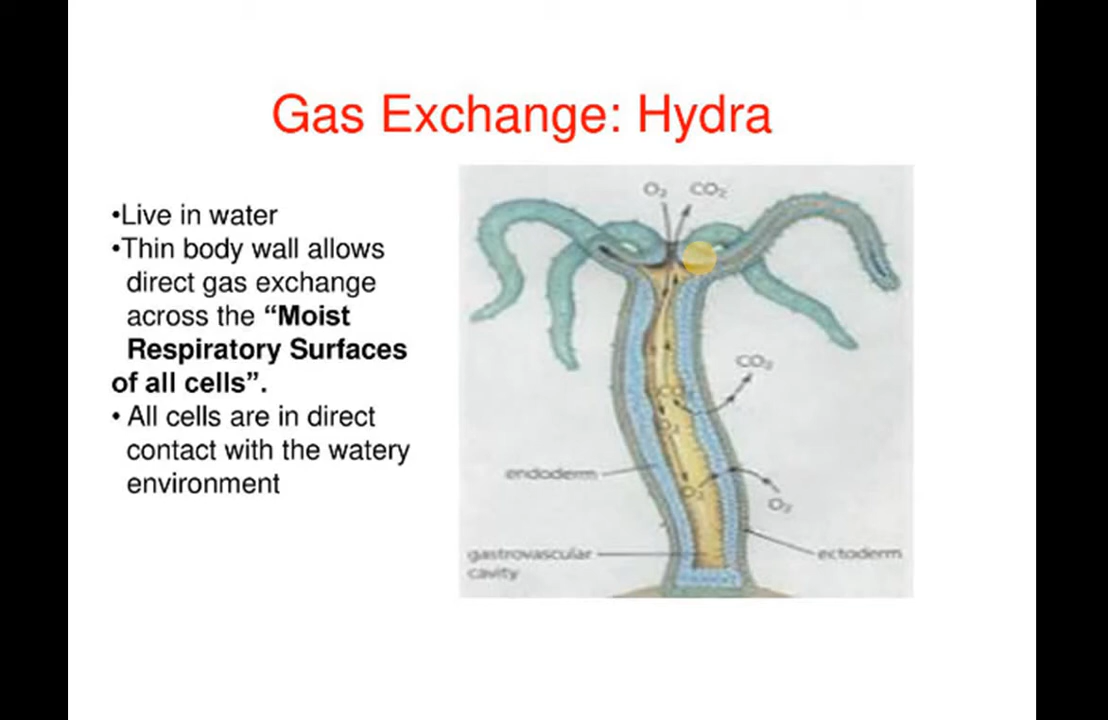 Gas Exchange: Hydra
•Live in water
•Thin body wall allows
direct gas exchange
across the “Moist
Respiratory Surfaces
of all cells”.
• All cells are in direct
contact with the watery
environment
O₂ CO₂
CO₂
CO₂
O₂
endoderm
O₂
O₂
gastrovascular
cavity
ectoderm